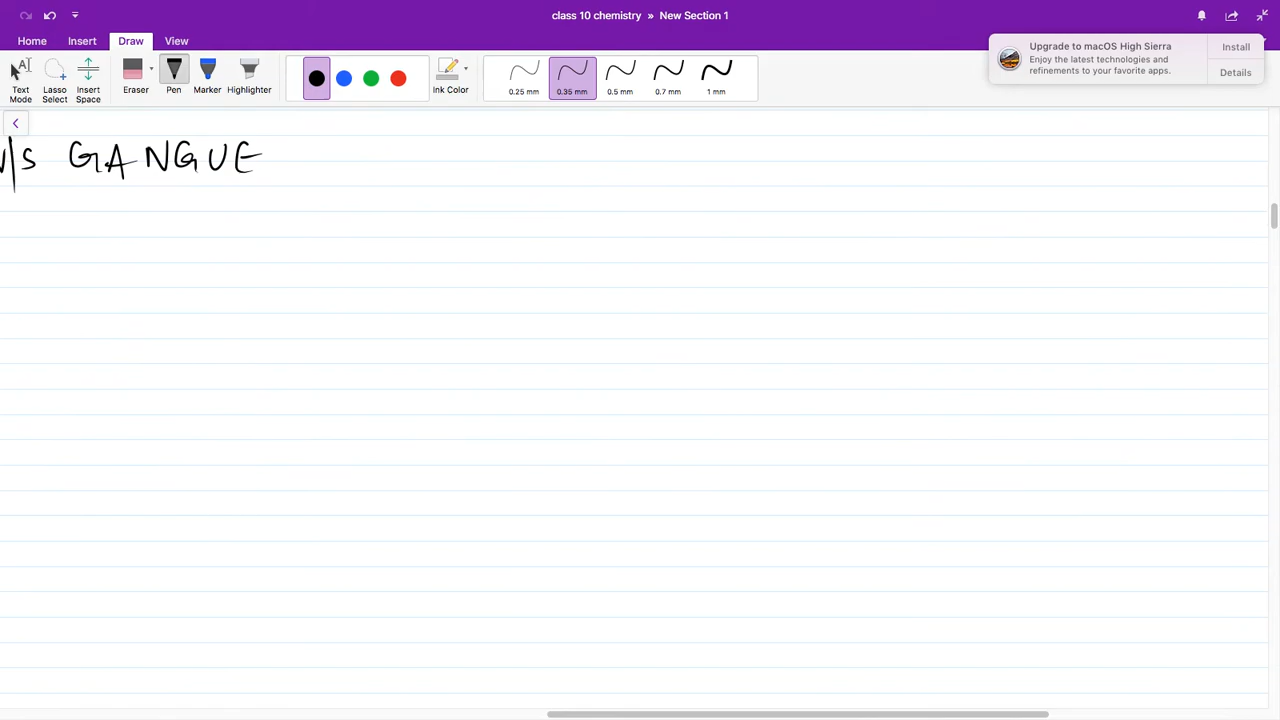 class 10 chemistry » New Section 1
Home Insert Draw View
Upgrade to macOS High Sierra
Enjoy the latest technologies and
refinements to your favorite apps.
Install
Details
Text Mode
Lasso Select
Insert Space
Eraser
Pen
Marker
Highlighter
Ink Color
0.25 mm
0.35 mm
0.5 mm
0.7 mm
1 mm
V/S GANGUE